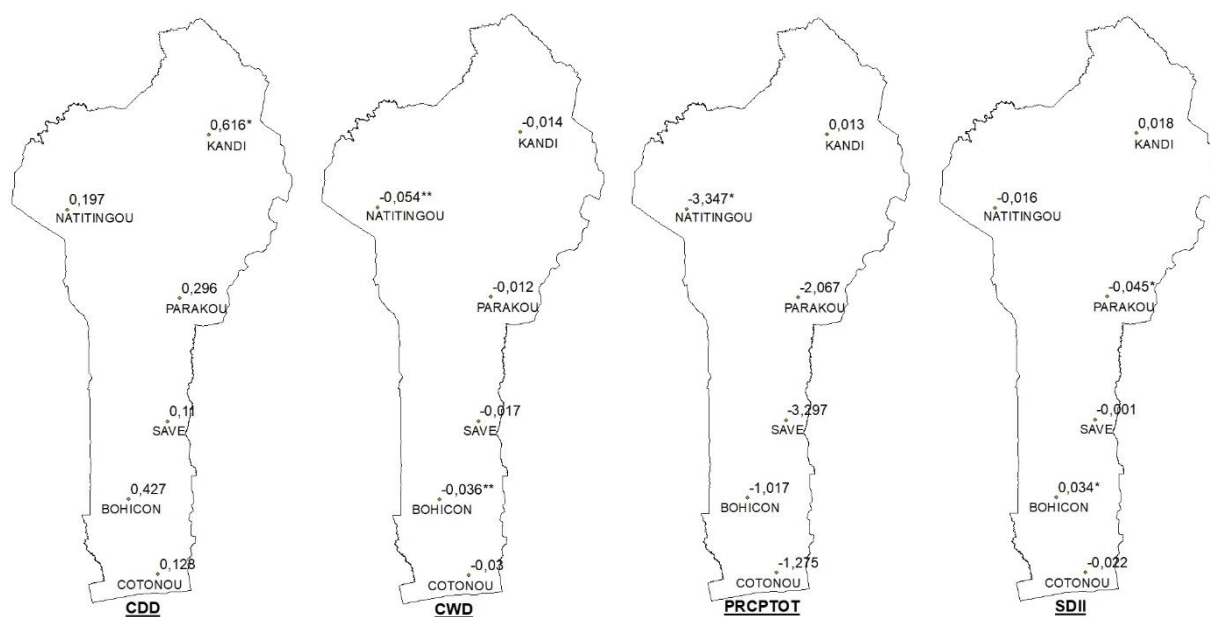 0,616*
KANDI
0,197
NATITINGOU
0,296
PARAKOU
0,11
SAVE
0,427
BOHICON
0,128
COTONOU
CDD
-0,014
KANDI
-0,054**
NATITINGOU
-0,012
PARAKOU
-0,017
SAVE
-0,036**
BOHICON
-0,03
COTONOU
CWD
0,013
KANDI
-3,347*
NATITINGOU
-2,067
PARAKOU
-3,297
SAVE
-1,017
BOHICON
-1,275
COTONOU
PRCPTOT
0,018
KANDI
-0,016
NATITINGOU
-0,045*
PARAKOU
-0,001
SAVE
0,034*
BOHICON
-0,022
COTONOU
SDII